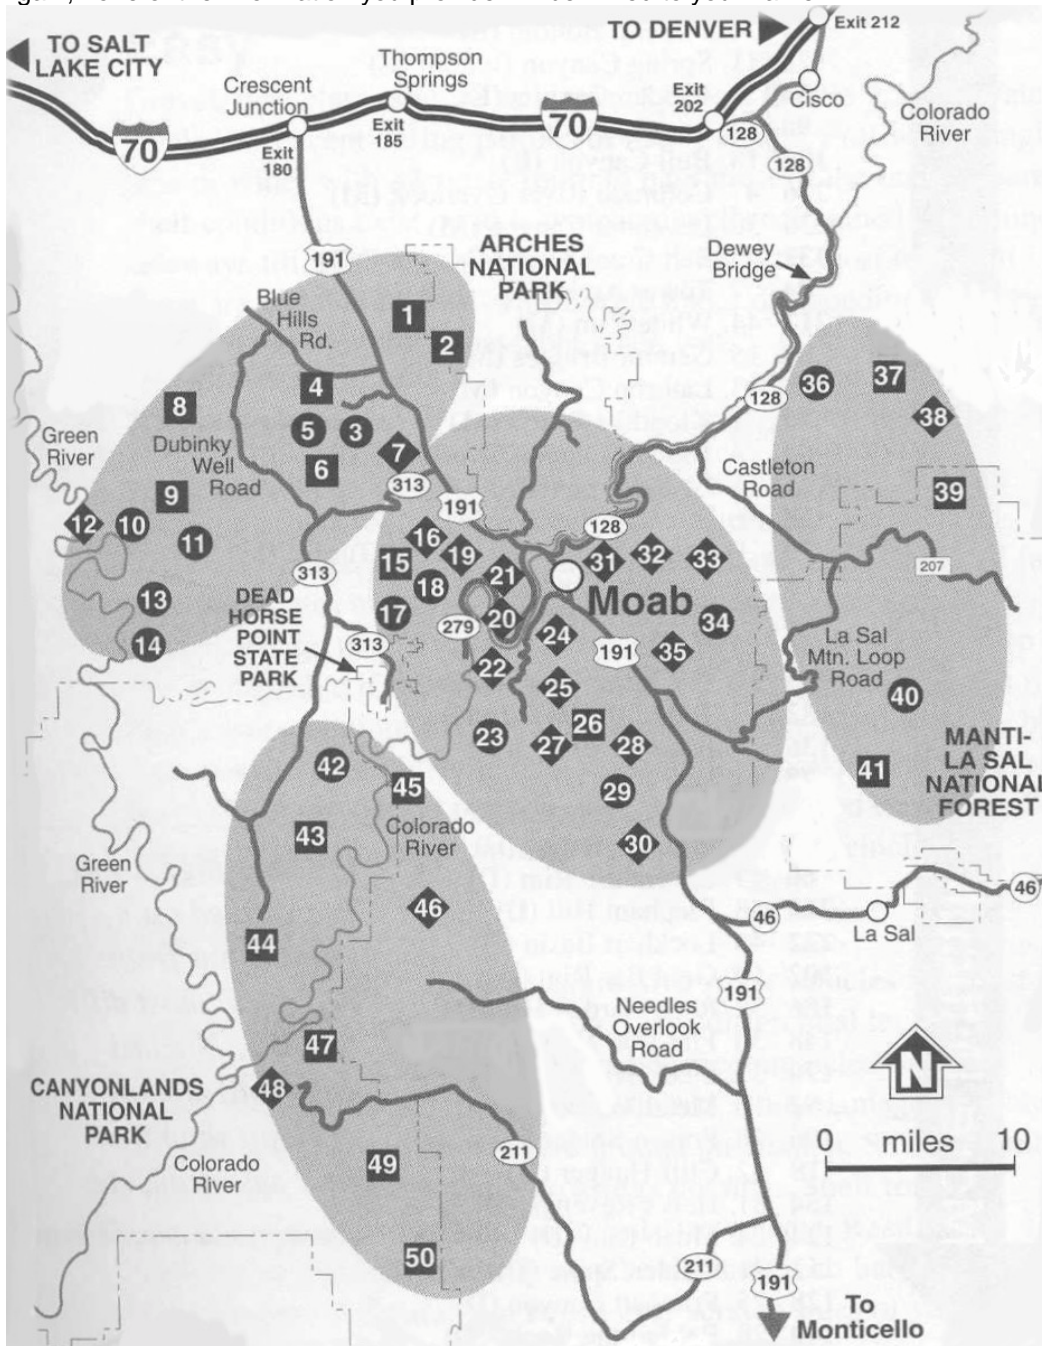 TO SALT
LAKE CITY
TO DENVER
Exit 212
Thompson
Springs
Crescent
Junction
Exit
202
Cisco
Colorado
River
70
Exit
180
Exit
185
70
128
128
191
ARCHES
NATIONAL
PARK
Dewey
Bridge
Blue
Hills
Rd.
1
2
4
8
5
3
6
7
36
37
38
128
Green
River
Dubinky
Well
Road
313
191
Castleton
Road
9
39
12
10
11
16
15
19
18
21
128
31
32
33
Moab
207
313
13
14
DEAD
HORSE
POINT
STATE
PARK
17
279
20
313
24
191
34
35
22
25
La Sal
Mtn. Loop
Road
40
23
26
27
28
42
45
29
41
MANTI-
LA SAL
NATIONAL
FOREST
43
Colorado
River
30
Green
River
46
46
46
La Sal
44
191
Needles
Overlook
Road
47
N
CANYONLANDS
NATIONAL
PARK
48
0 miles 10
Colorado
River
211
49
50
211
191
To
Monticello